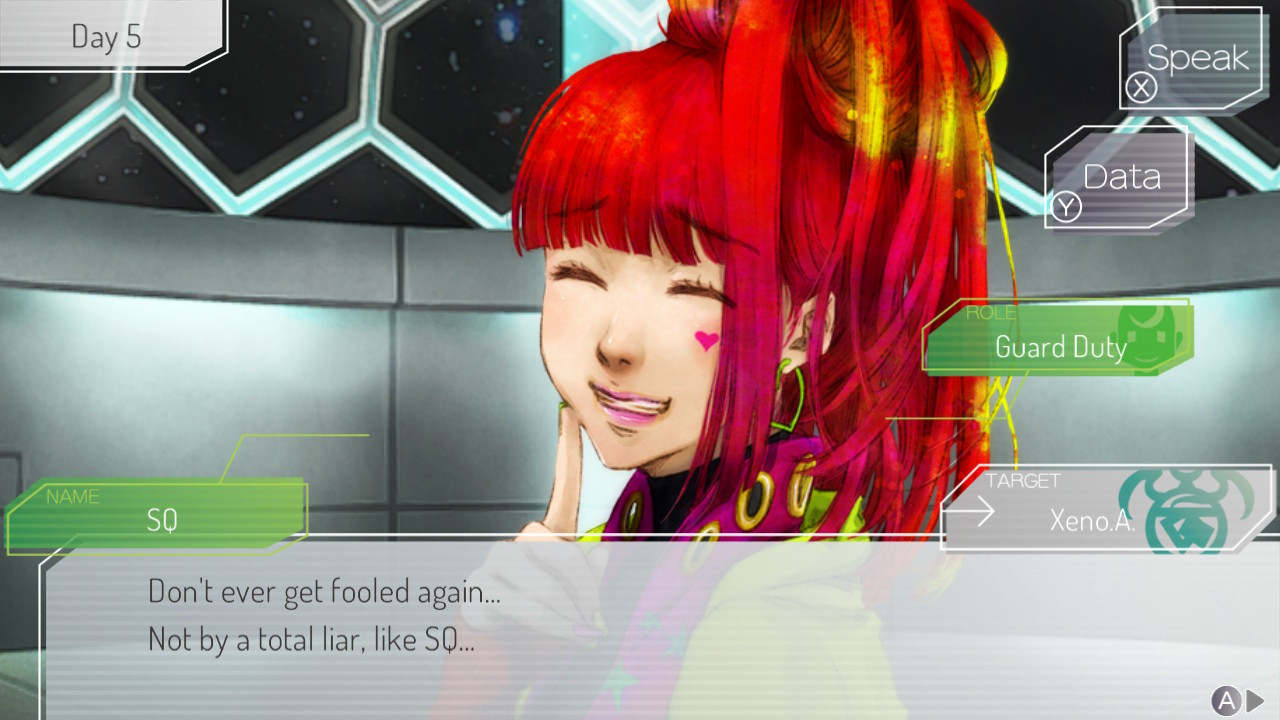 Day 5
Speak
X
Data
Y
ROLE
Guard Duty
NAME
SQ
TARGET
Xeno.A.
Don't ever get fooled again...
Not by a total liar, like SQ...
A